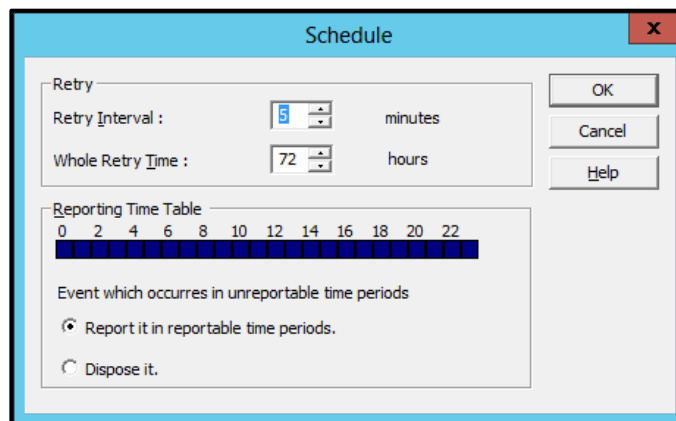 Schedule
x
Retry
Retry Interval : 5 minutes
Whole Retry Time : 72 hours
OK
Cancel
Help
Reporting Time Table
0 2 4 6 8 10 12 14 16 18 20 22
Event which occurres in unreportable time periods
Report it in reportable time periods.
Dispose it.